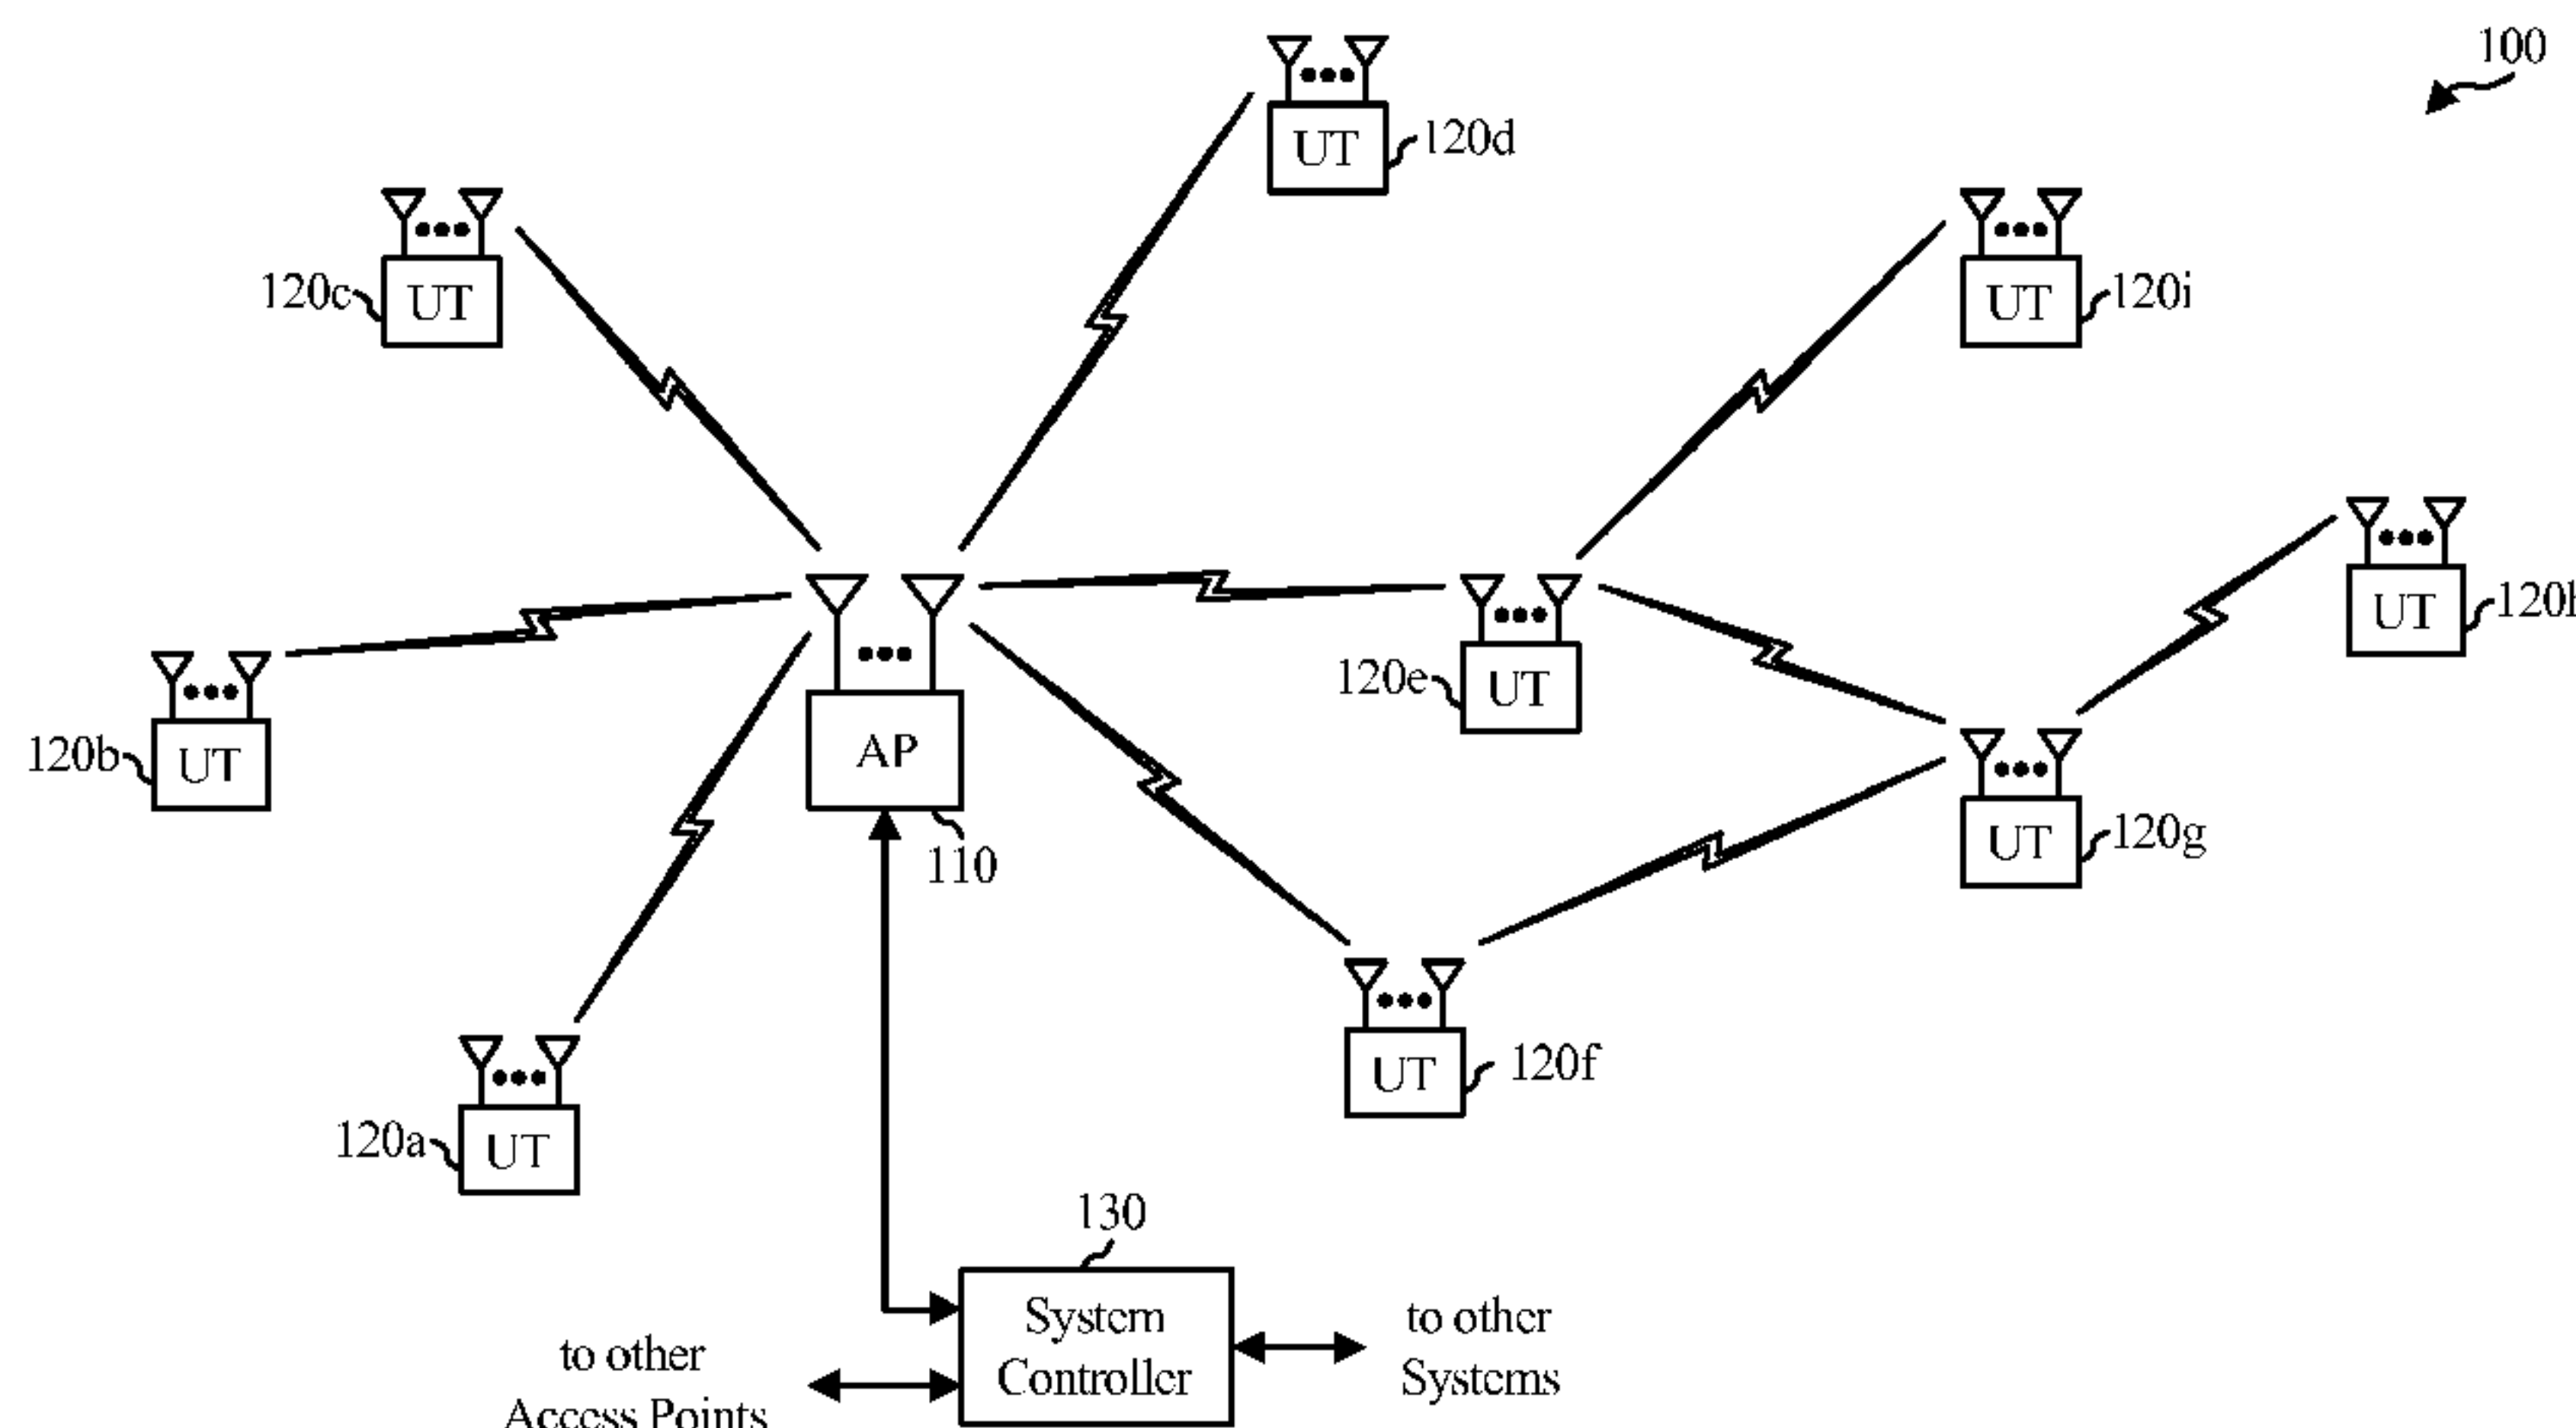 100
UT
120d
120c
UT
UT
120i
UT
120h
120e
UT
120b
UT
AP
110
UT
120g
UT
120f
120a
UT
130
System
Controller
to other
Systems
to other
Access Points